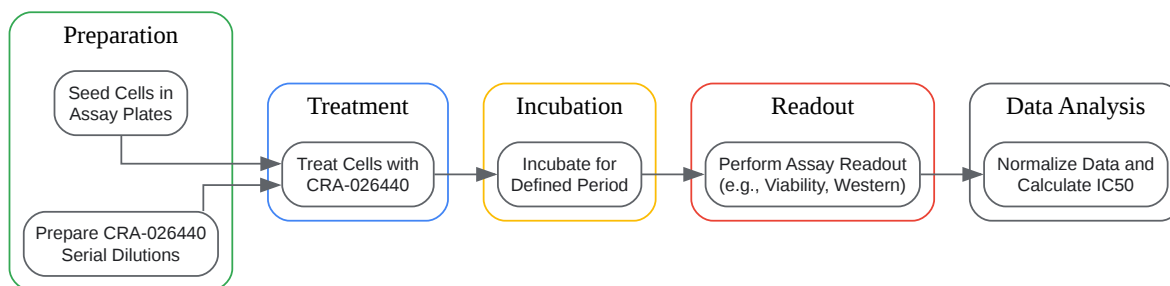 Preparation
Seed Cells in
Assay Plates
Prepare CRA-026440
Serial Dilutions
Treatment
Treat Cells with
CRA-026440
Incubation
Incubate for
Defined Period
Readout
Perform Assay Readout
(e.g., Viability, Western)
Data Analysis
Normalize Data and
Calculate IC50